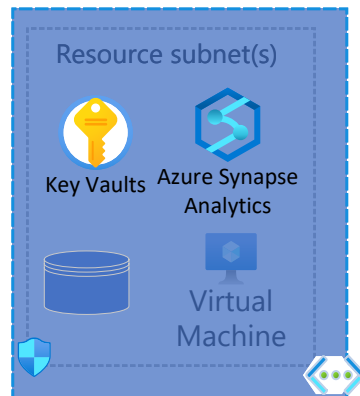 Resource subnet(s)
Key Vaults
Azure Synapse
Analytics
Virtual
Machine